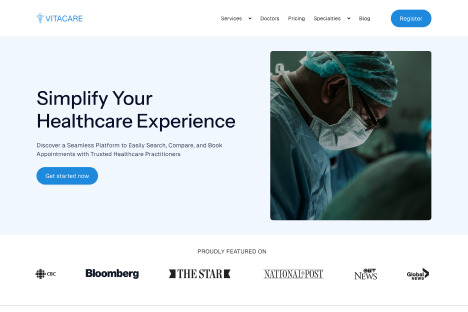 VITACARE
Services Doctors Pricing Specialties Blog Register
Simplify Your
Healthcare Experience
Discover a Seamless Platform to Easily Search, Compare, and Book
Appointments with Trusted Healthcare Practitioners
Get started now
PROUDLY FEATURED ON
CBC Bloomberg THE STAR NATIONAL POST NEWS Global NEWS